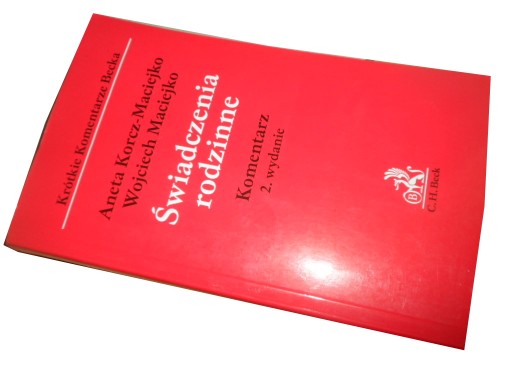 Krótkie Komentarze Becka
Aneta Korcz-Maciejko
Wojciech Maciejko
Świadczenia
rodzinne
Komentarz
2. wydanie
B
C.H.Beck